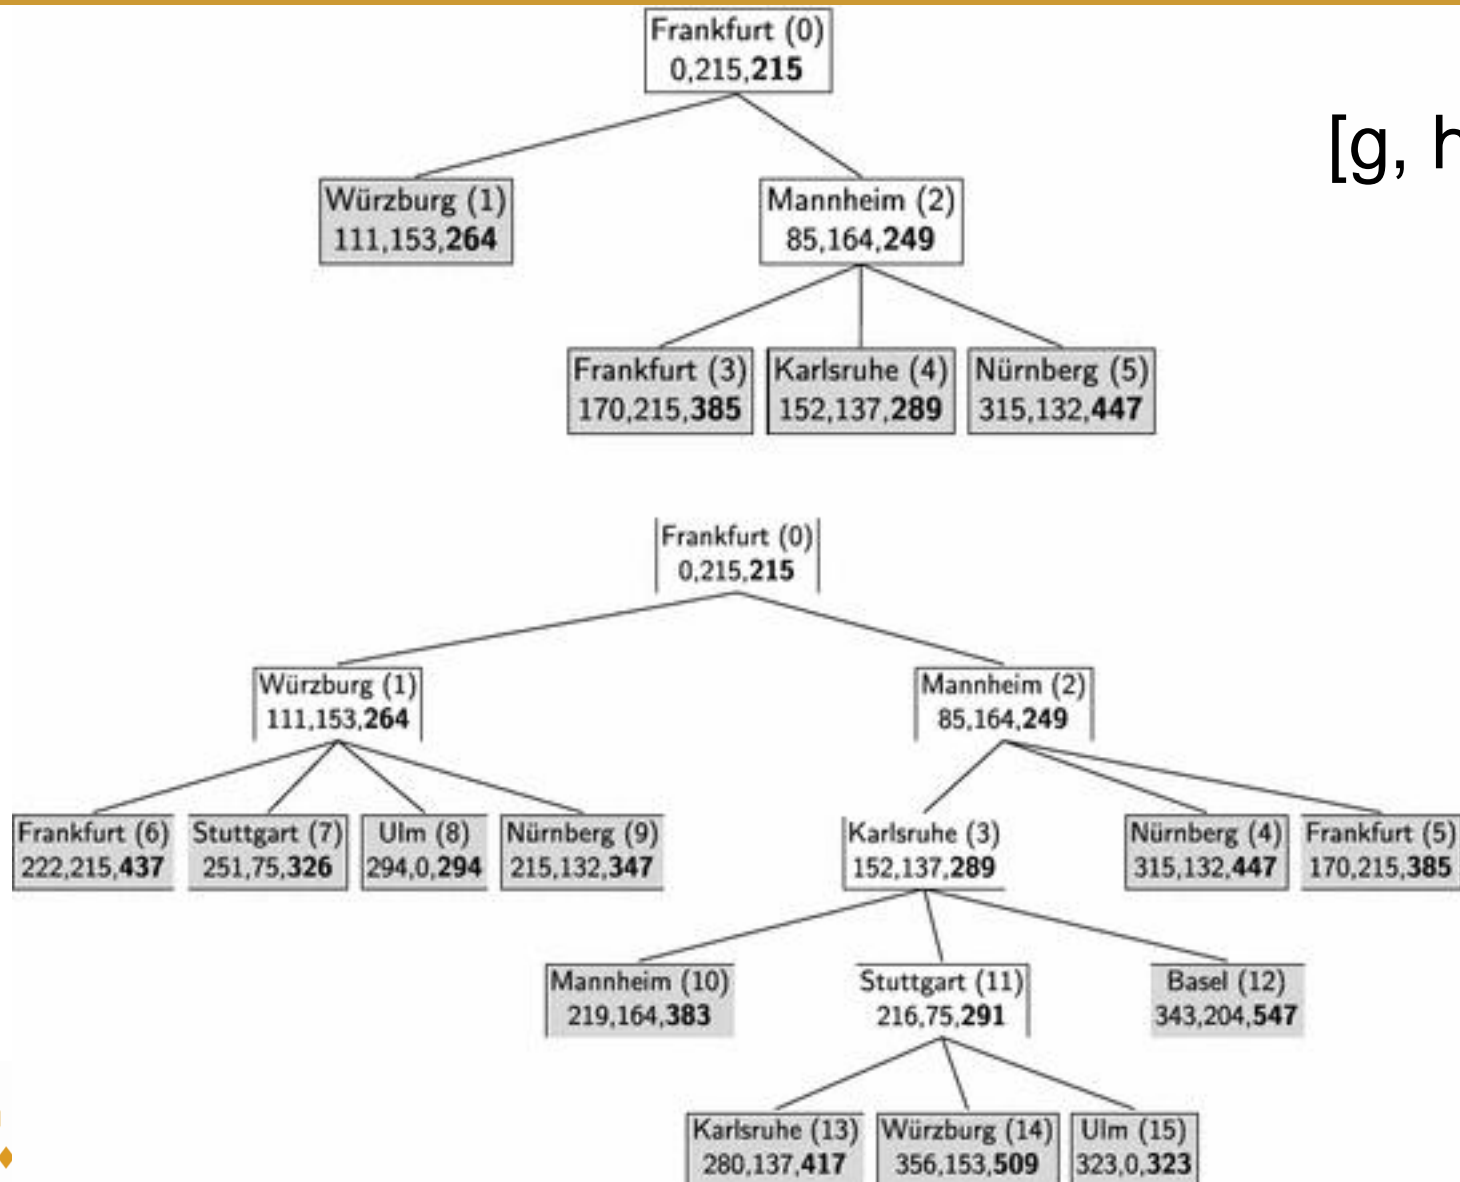 Frankfurt (0)
0,215,215
[g, h
Würzburg (1)
111,153,264
Mannheim (2)
85,164,249
Frankfurt (3)
170,215,385
Karlsruhe (4)
152,137,289
Nürnberg (5)
315,132,447
Frankfurt (0)
0,215,215
Würzburg (1)
111,153,264
Mannheim (2)
85,164,249
Frankfurt (6)
222,215,437
Stuttgart (7)
251,75,326
Ulm (8)
294,0,294
Nürnberg (9)
215,132,347
Karlsruhe (3)
152,137,289
Nürnberg (4)
315,132,447
Frankfurt (5)
170,215,385
Mannheim (10)
219,164,383
Stuttgart (11)
216,75,291
Basel (12)
343,204,547
Karlsruhe (13)
280,137,417
Würzburg (14)
356,153,509
Ulm (15)
323,0,323